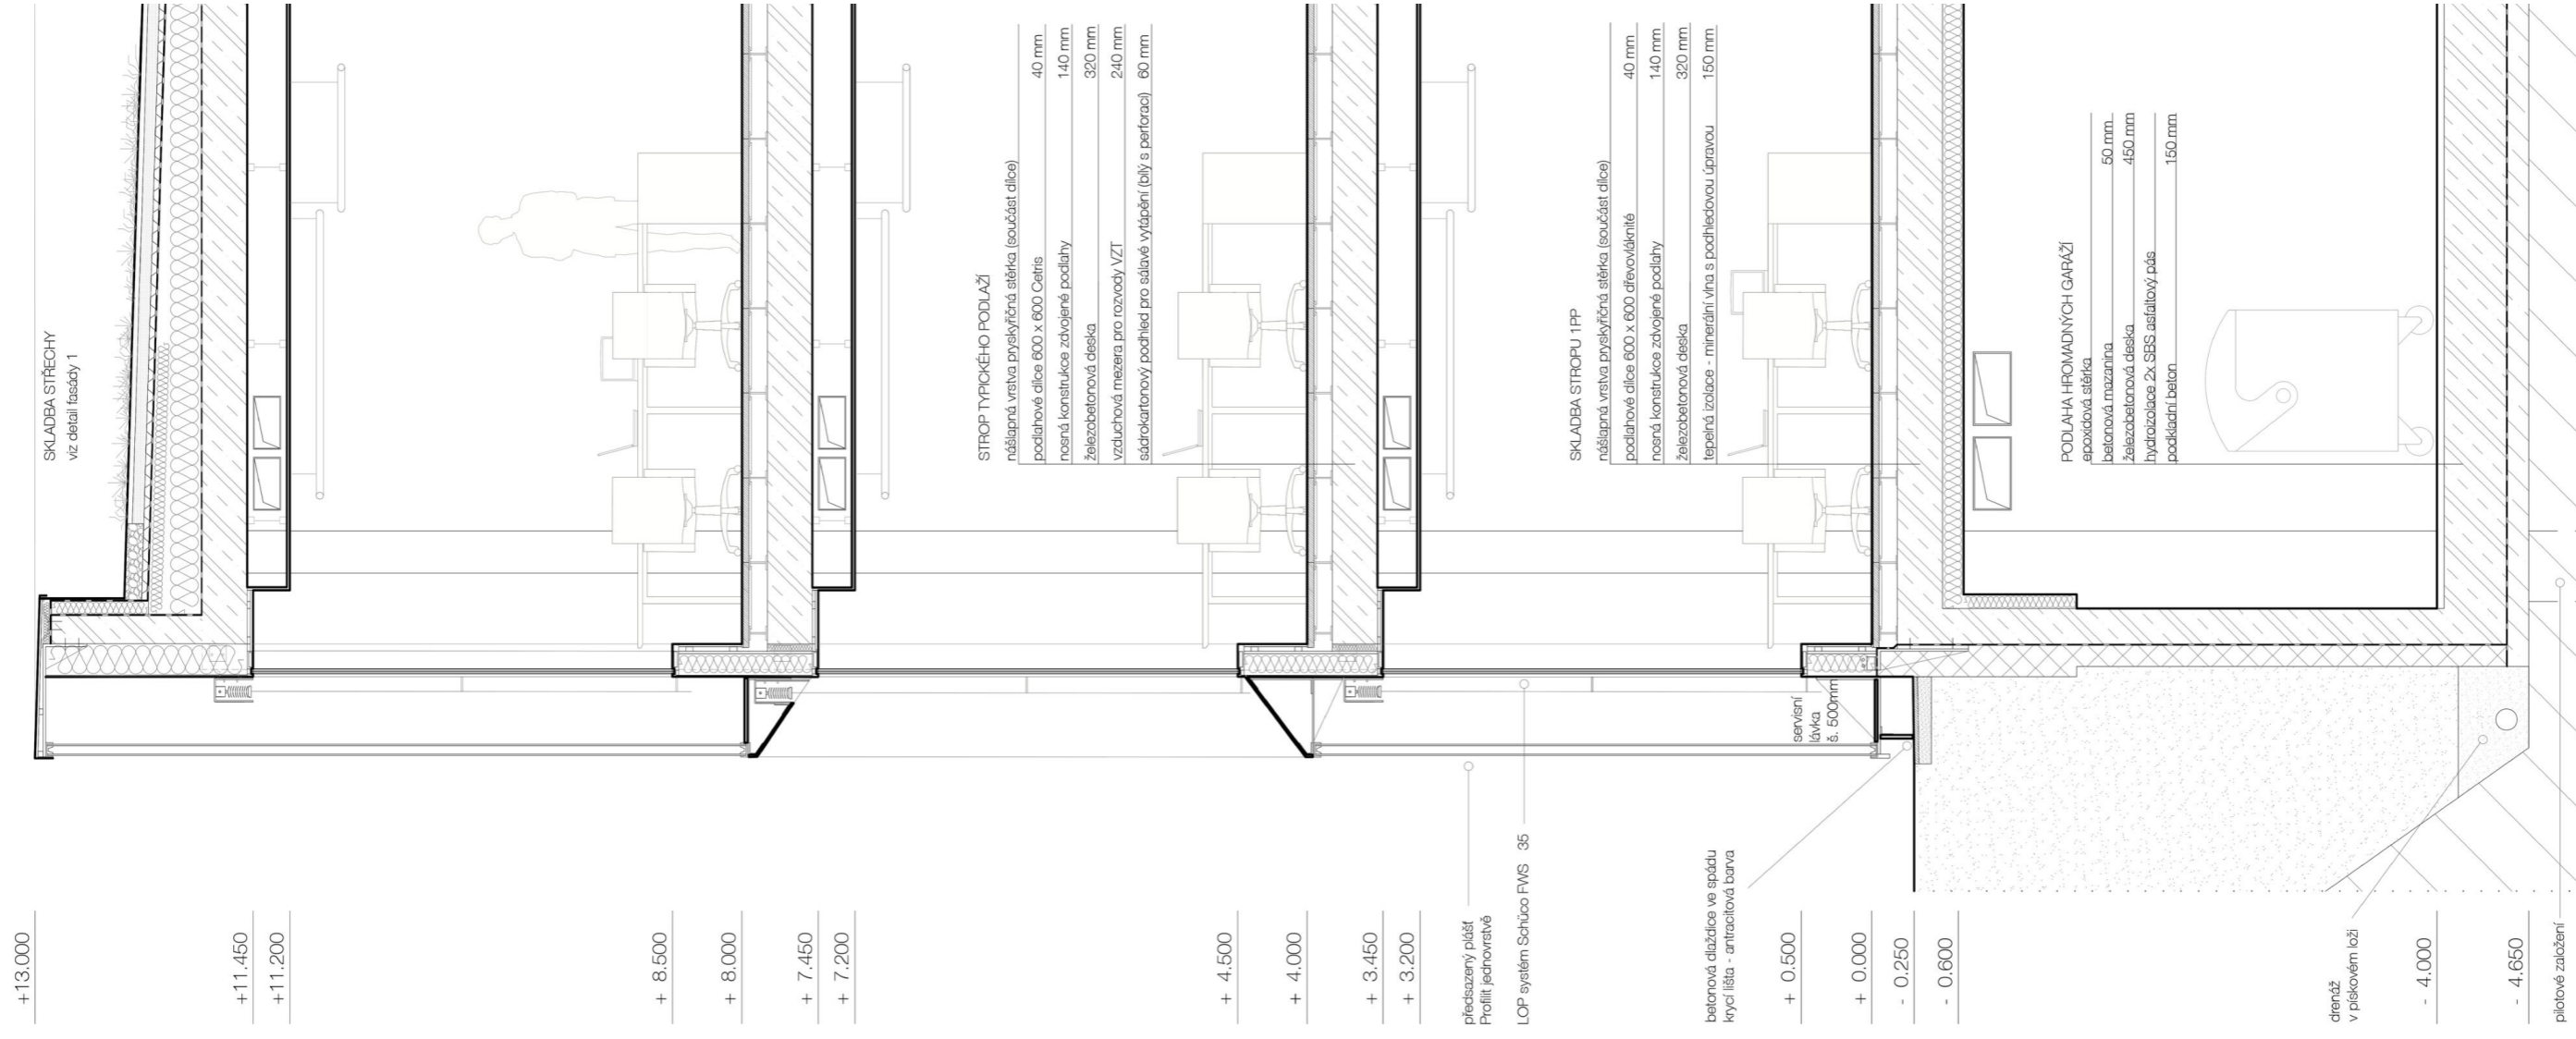 SKLADBA STŘECHY
viz detail fasády 1
STROP TYPICKÉHO PODLAŽÍ
nášlapná vrstva pryskyřičná stěrka (součást dílce)
podlahové dílce 600 x 600 Cetris 40 mm
nosná konstrukce zdvojené podlahy 140 mm
železobetonová deska 320 mm
vzduchová mezera pro rozvody VZT 240 mm
sádrokartonový podhled pro sálavé vytápění (bílý s perforací) 60 mm
SKLADBA STROPU 1PP
nášlapná vrstva pryskyřičná stěrka (součást dílce)
podlahové dílce 600 x 600 dřevovláknité 40 mm
nosná konstrukce zdvojené podlahy 140 mm
železobetonová deska 320 mm
tepelná izolace - minerální vlna s podhledovou úpravou 150 mm
PODLAHA HROMADNÝCH GARÁŽÍ
epoxidová stěrka
betonová mazanina 50 mm
železobetonová deska 450 mm
hydroizolace 2x SBS asfaltový pás
podkladní beton 150 mm
servisní
lávka
š. 500mm
předsazený plášť
Profilit jednovrstvě
LOP systém Schüco FWS 35
betonová dlaždice ve spádu
krycí lišta - antracitová barva
drenáž
v pískovém loži
pilotové založení
+13.000
+11.450
+11.200
+ 8.500
+ 8.000
+ 7.450
+ 7.200
+ 4.500
+ 4.000
+ 3.450
+ 3.200
+ 0.500
+ 0.000
- 0.250
- 0.600
- 4.000
- 4.650